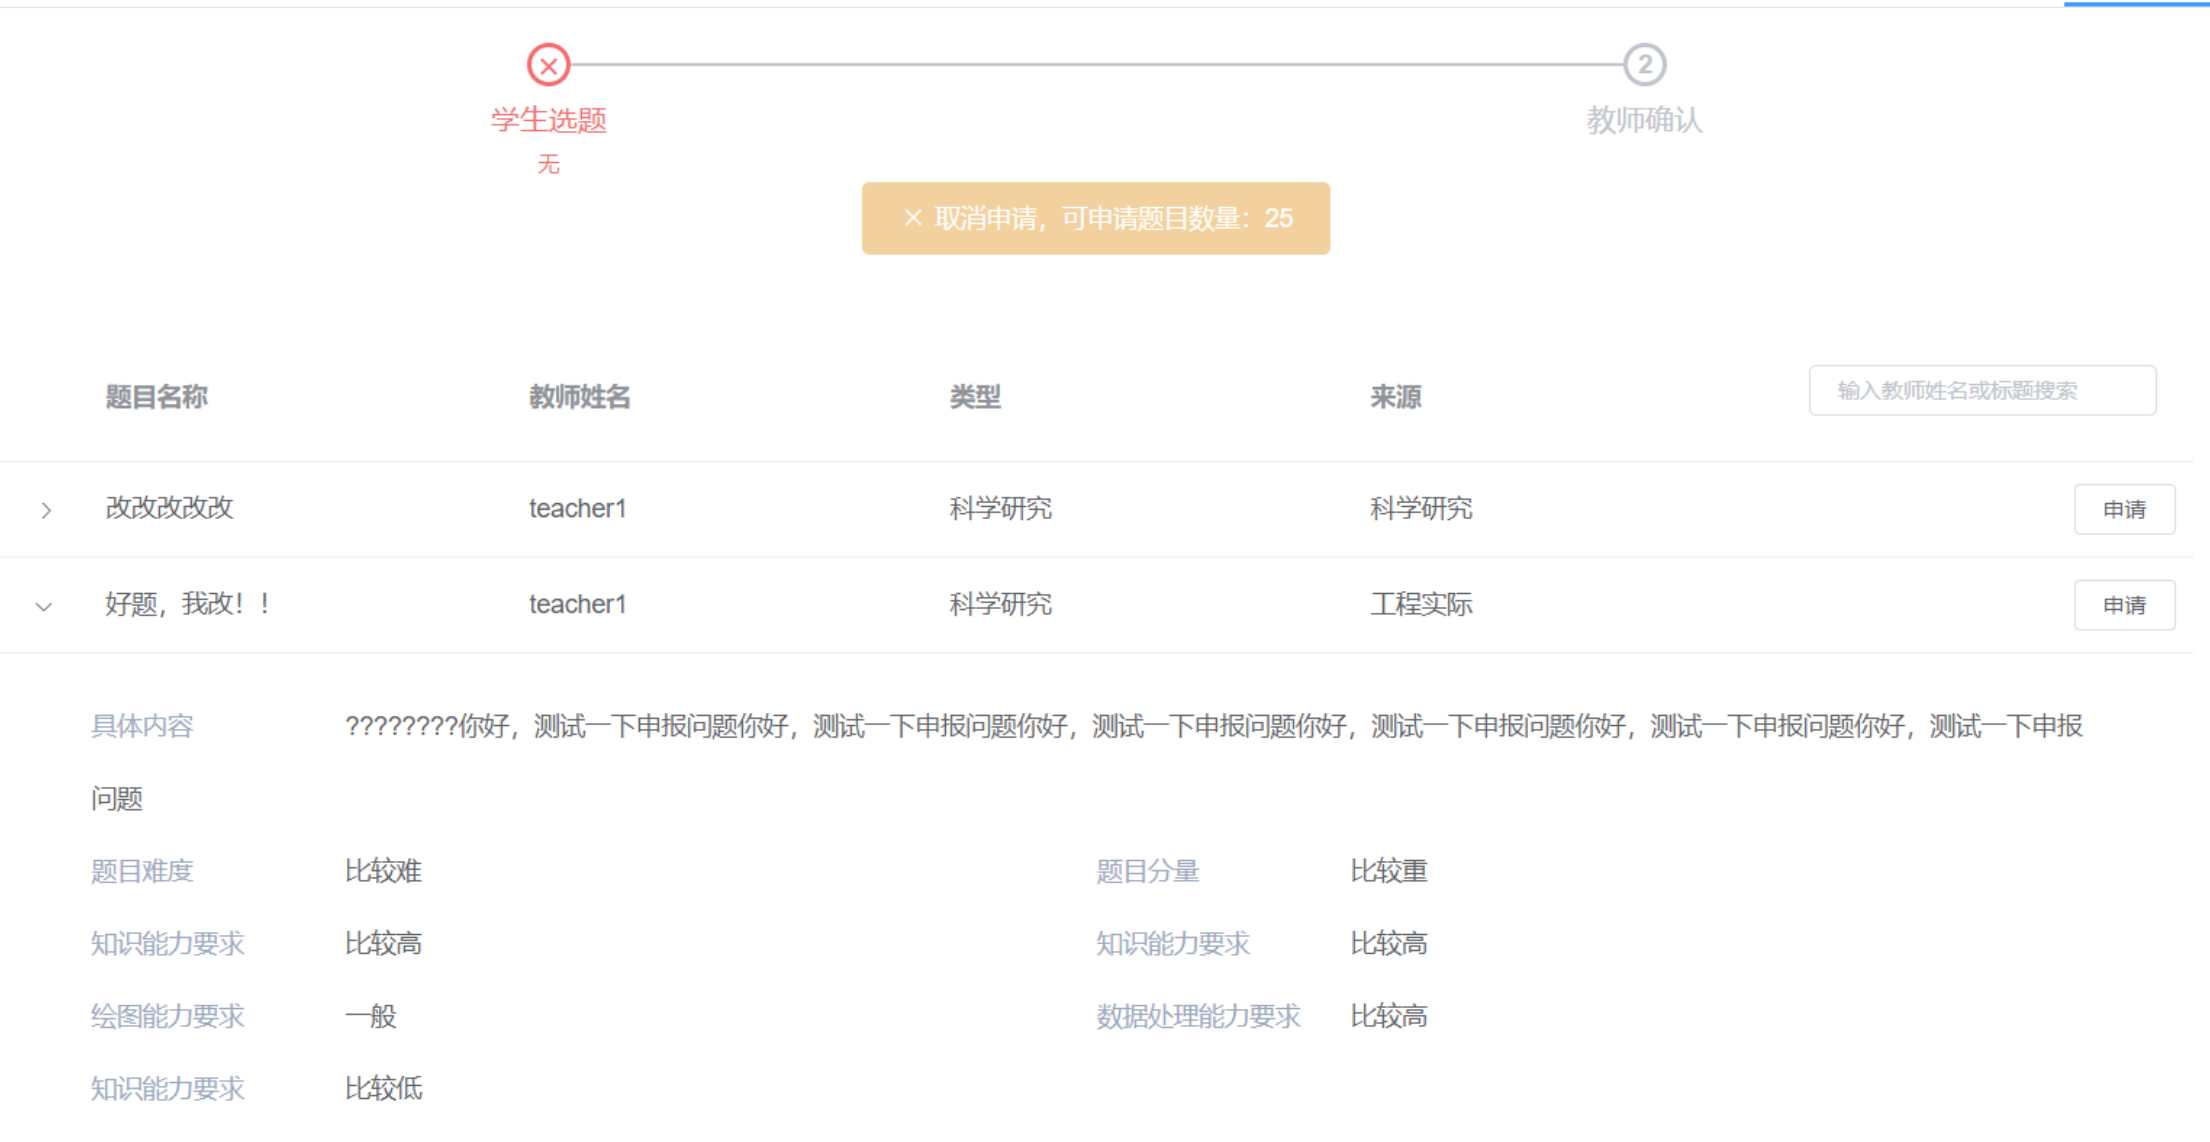 2
学生选题
教师确认
无
取消申请，可申请题目数量：25
题目名称 教师姓名 类型 来源 输入教师姓名或标题搜索
改改改改改 teacher1 科学研究 科学研究 申请
好题，我改！！ teacher1 科学研究 工程实际 申请
具体内容 ????????你好，测试一下申报问题你好，测试一下申报问题你好，测试一下申报问题你好，测试一下申报问题你好，测试一下申报问题你好，测试一下申报
问题
题目难度 比较难 题目分量 比较重
知识能力要求 比较高 知识能力要求 比较高
绘图能力要求 一般 数据处理能力要求 比较高
知识能力要求 比较低